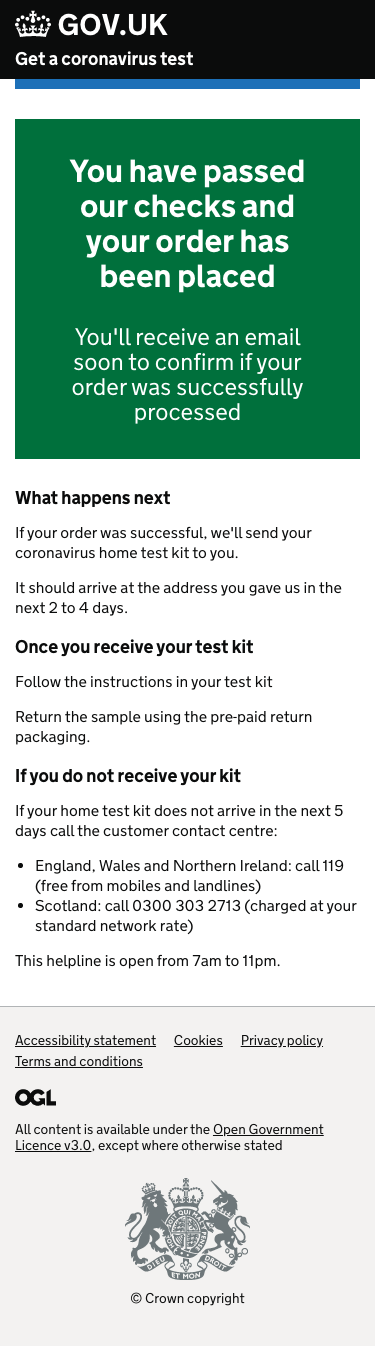 GOV.UK
Get a coronavirus test
You have passed
our checks and
your order has
been placed
You'll receive an email
soon to confirm if your
order was successfully
processed
What happens next
If your order was successful, we'll send your
coronavirus home test kit to you.
It should arrive at the address you gave us in the
next 2 to 4 days.
Once you receive your test kit
Follow the instructions in your test kit
Return the sample using the pre-paid return
packaging.
If you do not receive your kit
If your home test kit does not arrive in the next 5
days call the customer contact centre:
England, Wales and Northern Ireland: call 119
(free from mobiles and landlines)
Scotland: call 0300 303 2713 (charged at your
standard network rate)
This helpline is open from 7am to 11pm.
Accessibility statement Cookies Privacy policy
Terms and conditions
OGL
All content is available under the Open Government
Licence v3.0, except where otherwise stated
DIEU ET MON DROIT
© Crown copyright